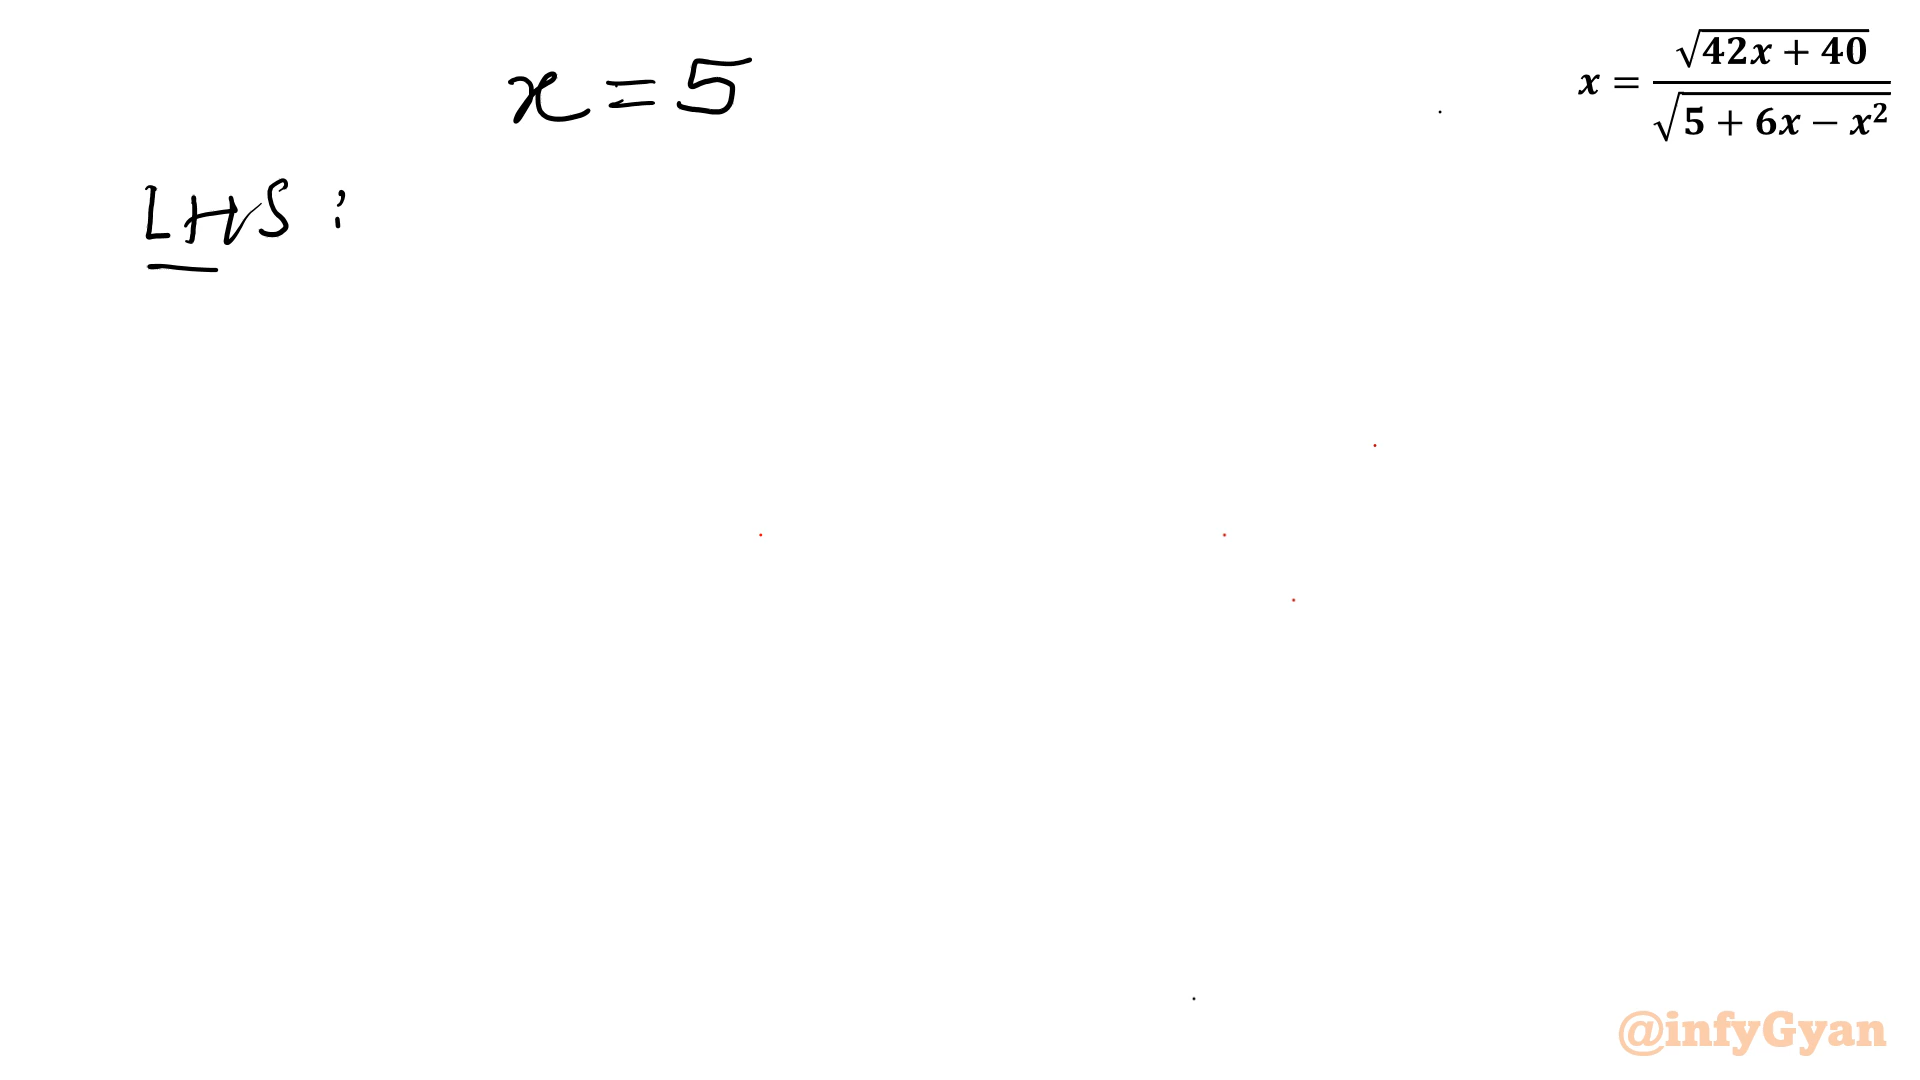 x = 5
x = √(42x + 40) / √(5 + 6x − x²)
LHS :
@infyGyan